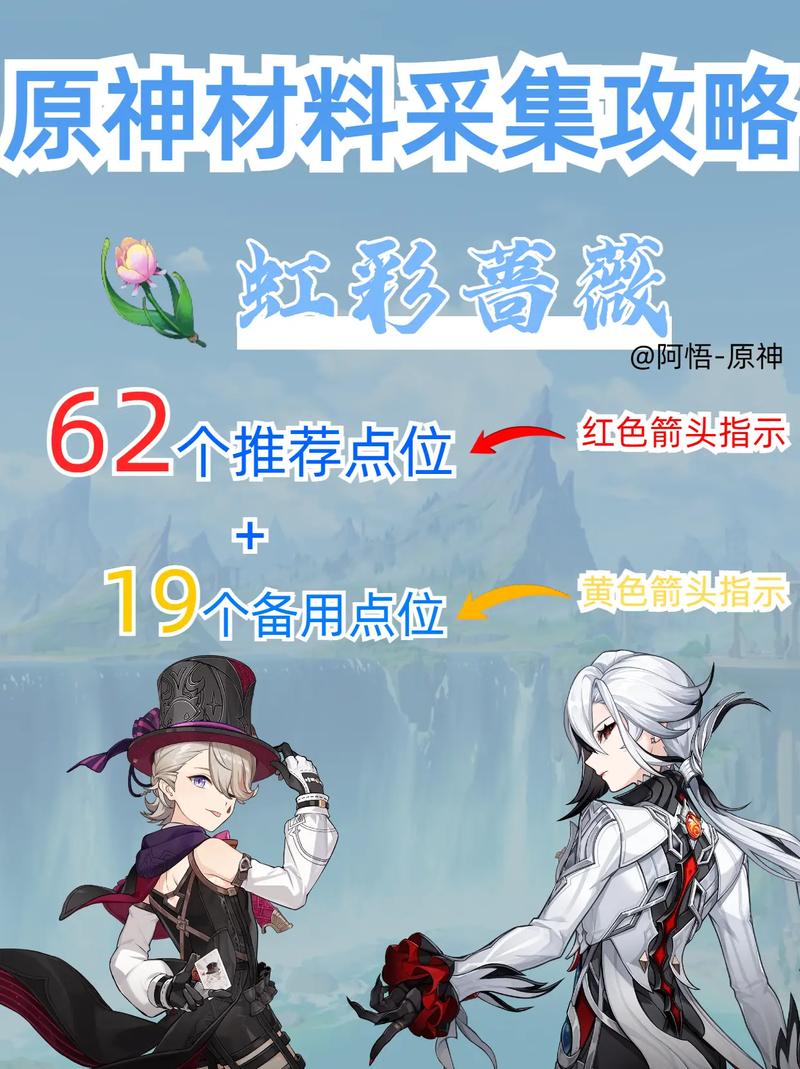 原神材料采集攻略
虹彩蔷薇
@阿悟-原神
62个推荐点位
红色箭头指示
+
19个备用点位
黄色箭头指示